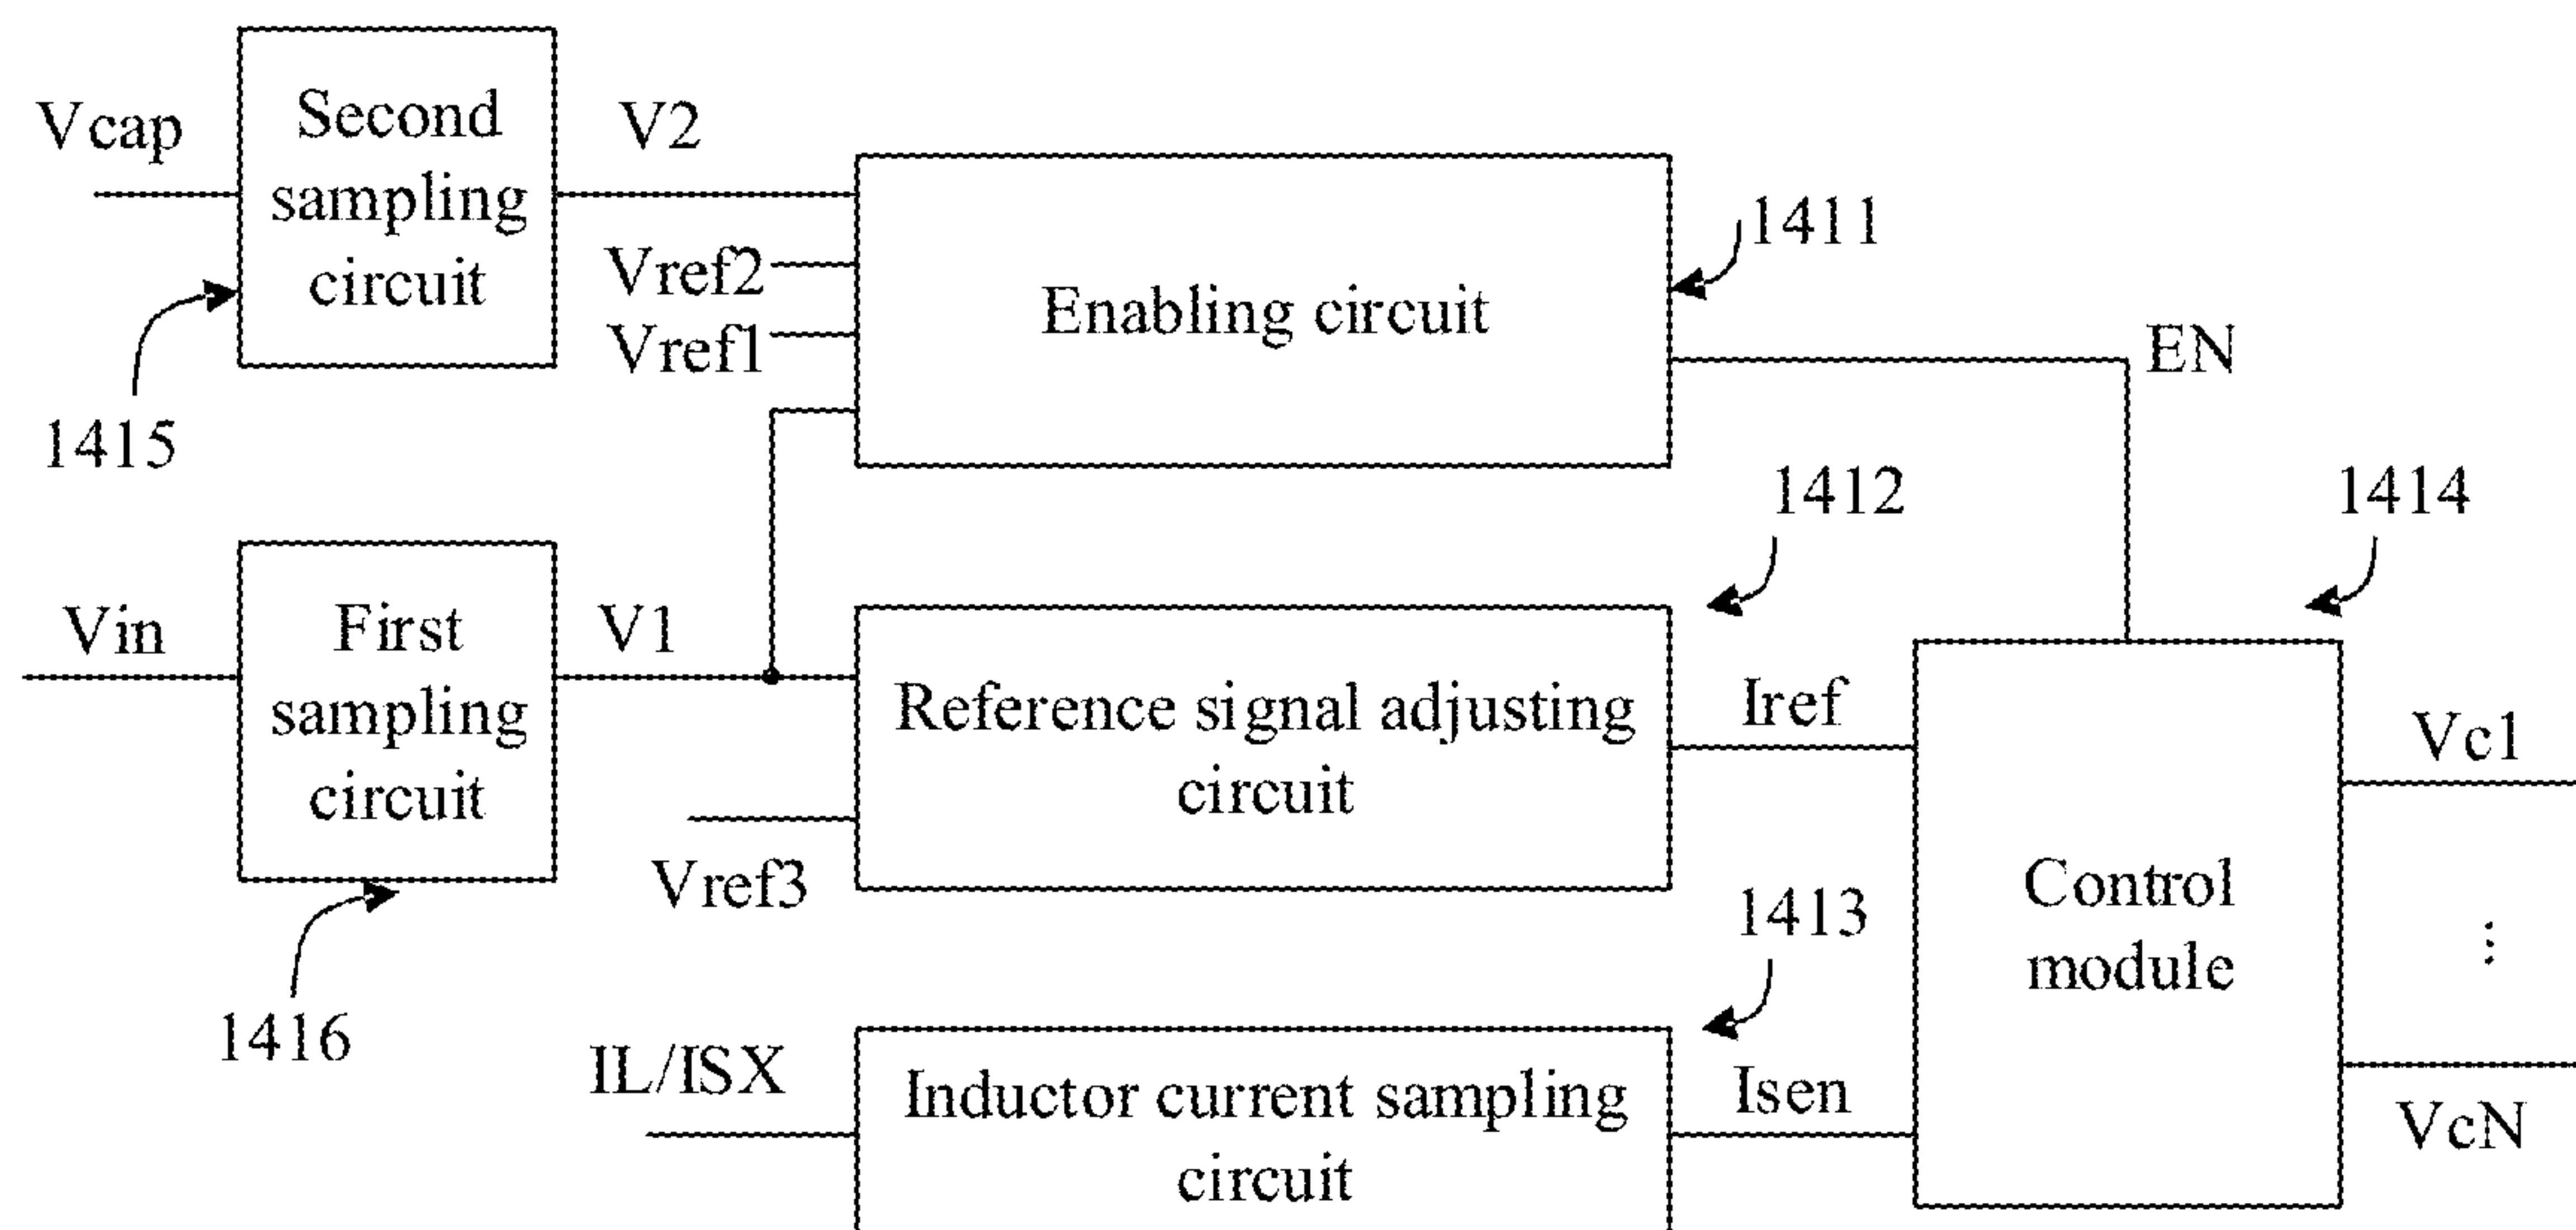 Vcap
Second
sampling
circuit
V2
1415
Vref2
Vref1
Enabling circuit
1411
EN
Vin
First
sampling
circuit
V1
1416
Vref3
Reference signal adjusting
circuit
1412
Iref
1414
Control
module
Vc1
⋮
VcN
IL/ISX
Inductor current sampling
circuit
1413
Isen